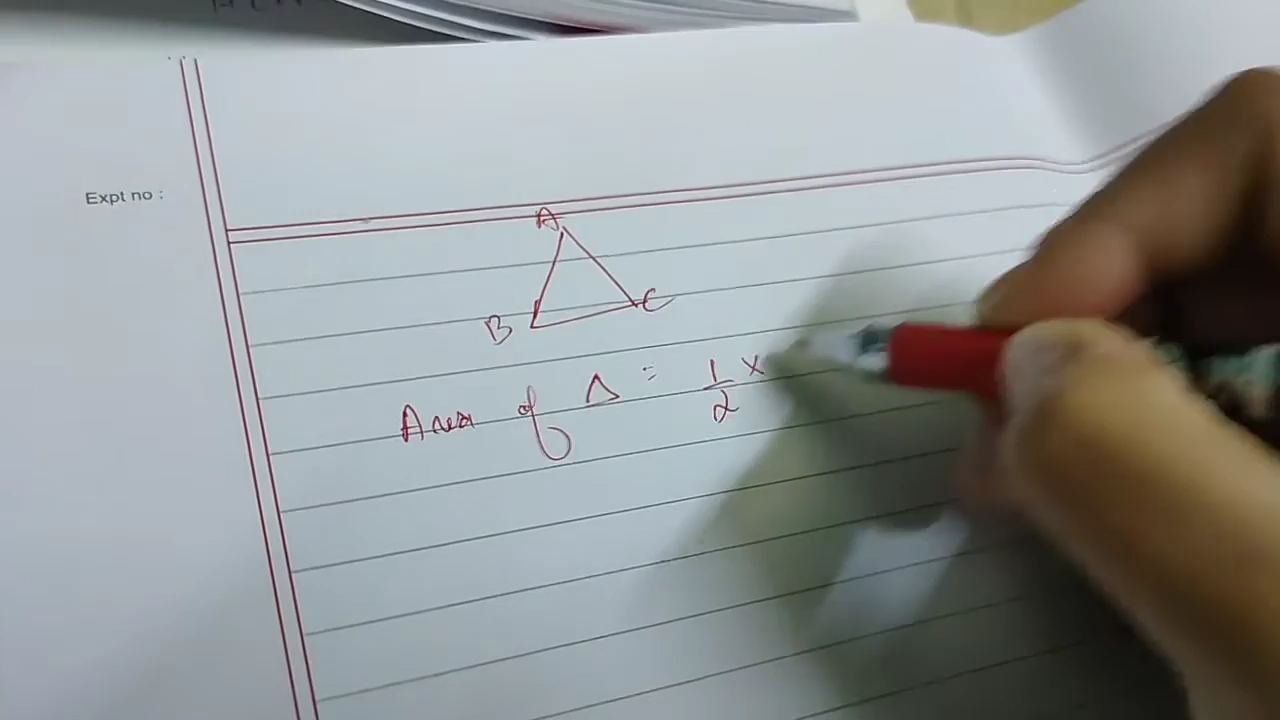 Expt no :
A
B C
Area of Δ = 1/2 x